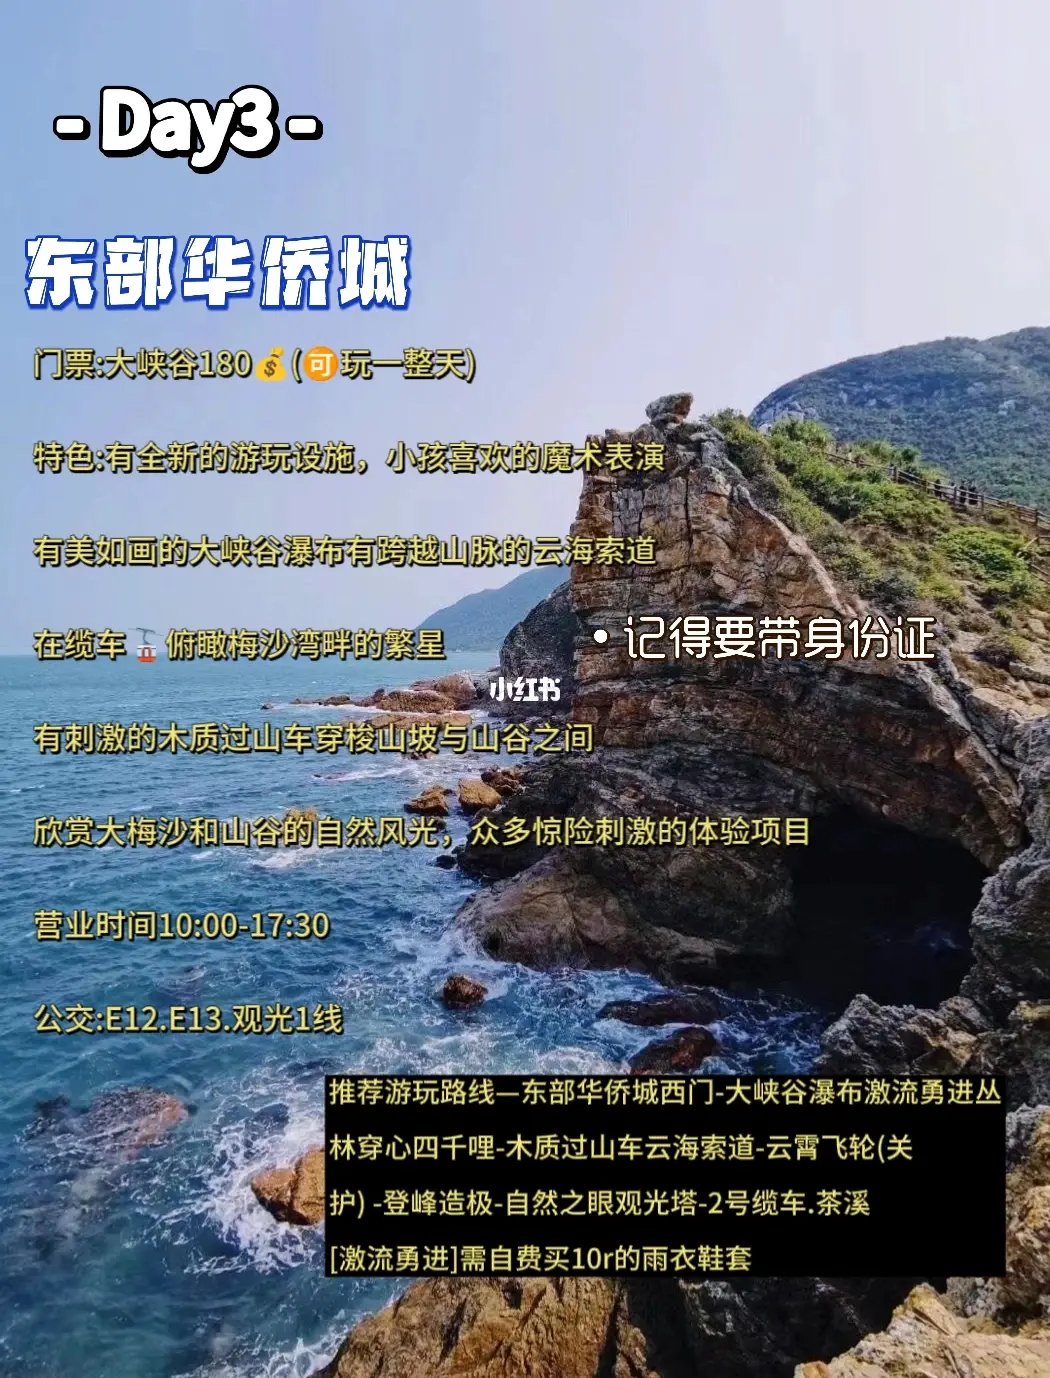 - Day3 -
东部华侨城
门票:大峡谷180💰(🉑玩一整天)
特色:有全新的游玩设施，小孩喜欢的魔术表演
有美如画的大峡谷瀑布有跨越山脉的云海索道
在缆车🚡俯瞰梅沙湾畔的繁星
• 记得要带身份证
小红书
有刺激的木质过山车穿梭山坡与山谷之间
欣赏大梅沙和山谷的自然风光，众多惊险刺激的体验项目
营业时间10:00-17:30
公交:E12.E13.观光1线
推荐游玩路线—东部华侨城西门-大峡谷瀑布激流勇进丛
林穿心四千哩-木质过山车云海索道-云霄飞轮(关
护) -登峰造极-自然之眼观光塔-2号缆车.茶溪
[激流勇进]需自费买10r的雨衣鞋套